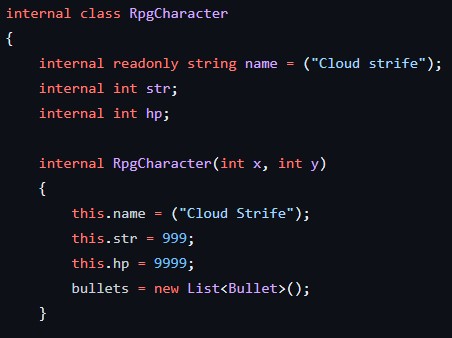 internal class RpgCharacter
{
internal readonly string name = ("Cloud strife");
internal int str;
internal int hp;
internal RpgCharacter(int x, int y)
{
this.name = ("Cloud Strife");
this.str = 999;
this.hp = 9999;
bullets = new List<Bullet>();
}